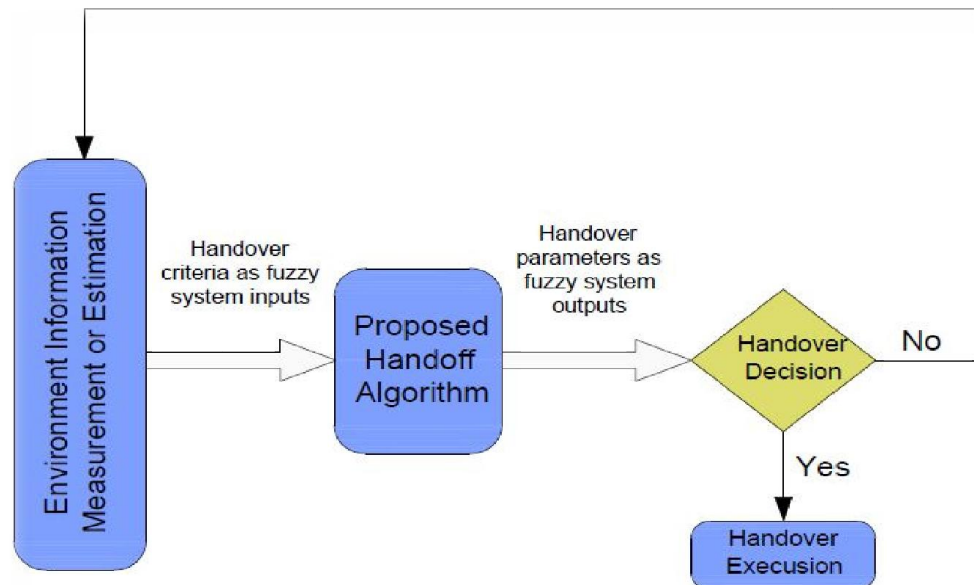 Environment Information
Measurement or Estimation
Handover
criteria as fuzzy
system inputs
Proposed
Handoff
Algorithm
Handover
parameters as
fuzzy system
outputs
Handover
Decision
No
Yes
Handover
Execution